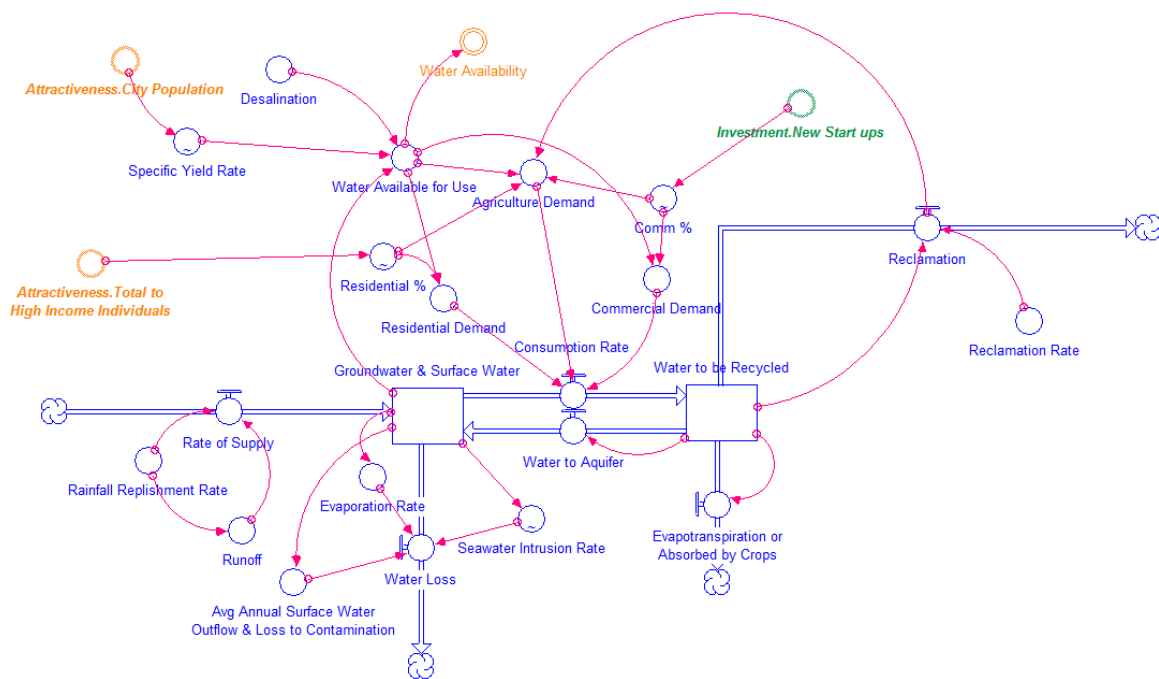 Water Availability
Attractiveness.City Population
Desalination
Investment.New Start ups
Specific Yield Rate
Water Available for Use
Agriculture Demand
Comm %
Reclamation
Residential %
Attractiveness.Total to
High Income Individuals
Commercial Demand
Residential Demand
Consumption Rate
Reclamation Rate
Groundwater & Surface Water
Water to be Recycled
Rate of Supply
Water to Aquifer
Rainfall Replishment Rate
Evaporation Rate
Evapotranspiration or
Absorbed by Crops
Seawater Intrusion Rate
Runoff
Water Loss
Avg Annual Surface Water
Outflow & Loss to Contamination
~
~
~
~
~